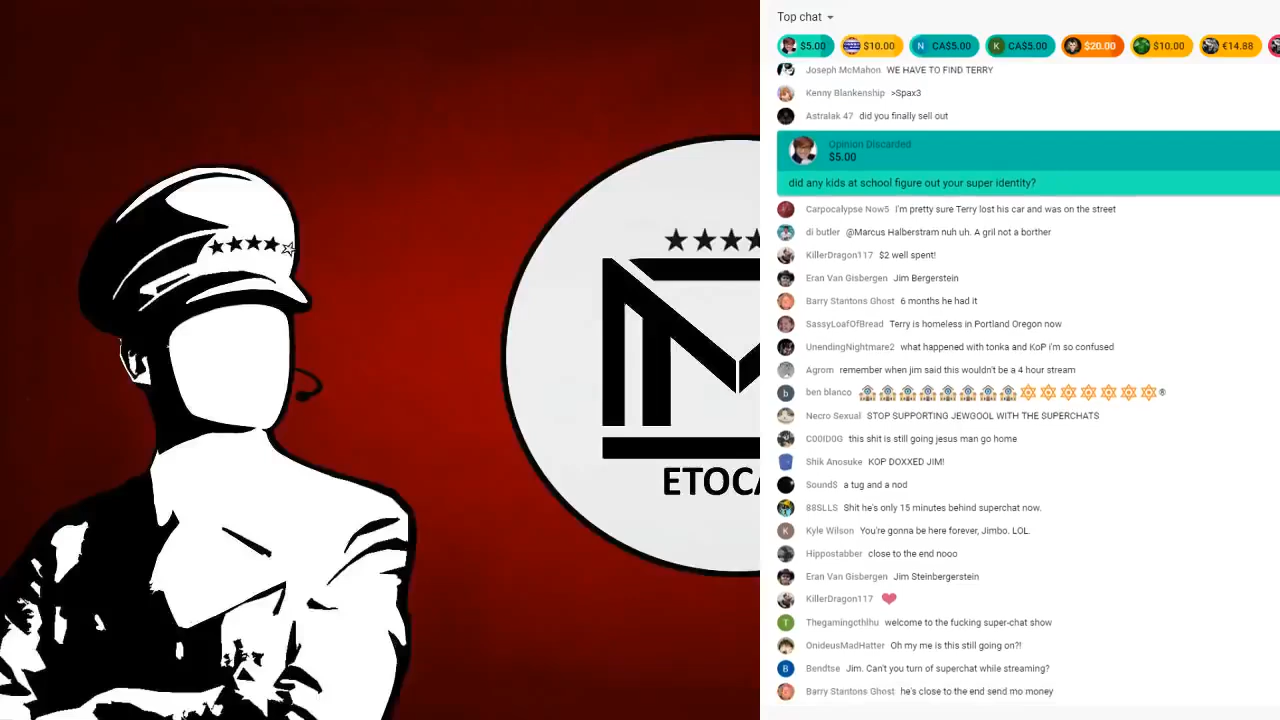 Top chat
$5.00
$10.00
N CA$5.00
K CA$5.00
$20.00
$10.00
€14.88
Joseph McMahon WE HAVE TO FIND TERRY
Kenny Blankenship >Spax3
Astralak 47 did you finally sell out
Opinion Discarded
$5.00
did any kids at school figure out your super identity?
Carpocalypse Now5 I'm pretty sure Terry lost his car and was on the street
di butler @Marcus Halberstram nuh uh. A gril not a borther
KillerDragon117 $2 well spent!
Eran Van Gisbergen Jim Bergerstein
Barry Stantons Ghost 6 months he had it
SassyLoafOfBread Terry is homeless in Portland Oregon now
UnendingNightmare2 what happened with tonka and KoP i'm so confused
Agrom remember when jim said this wouldn't be a 4 hour stream
b ben blanco ®
Necro Sexual STOP SUPPORTING JEWGOOL WITH THE SUPERCHATS
C00ID0G this shit is still going jesus man go home
Shik Anosuke KOP DOXXED JIM!
Sound$ a tug and a nod
88SLLS Shit he's only 15 minutes behind superchat now.
K Kyle Wilson You're gonna be here forever, Jimbo. LOL.
Hippostabber close to the end nooo
Eran Van Gisbergen Jim Steinbergerstein
KillerDragon117
T Thegamingcthlhu welcome to the fucking super-chat show
OnideusMadHatter Oh my me is this still going on?!
B Bendtse Jim. Can't you turn of superchat while streaming?
Barry Stantons Ghost he's close to the end send mo money
M
ETOCA